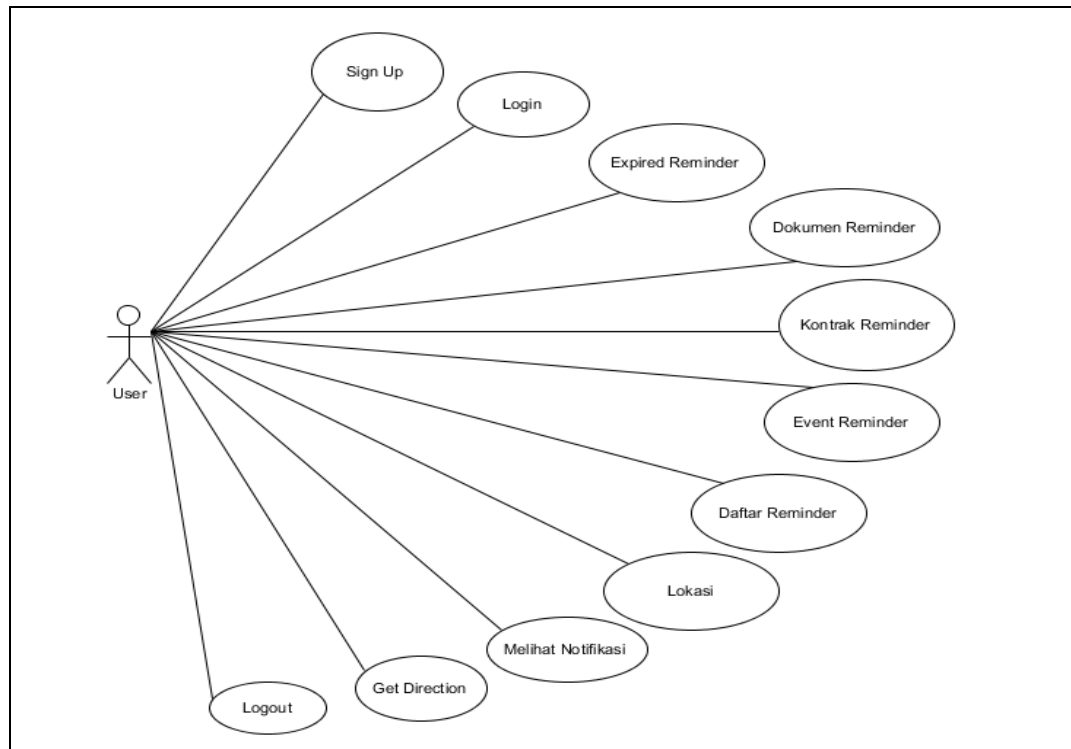 Sign Up
Login
Expired Reminder
Dokumen Reminder
Kontrak Reminder
User
Event Reminder
Daftar Reminder
Lokasi
Melihat Notifikasi
Get Direction
Logout